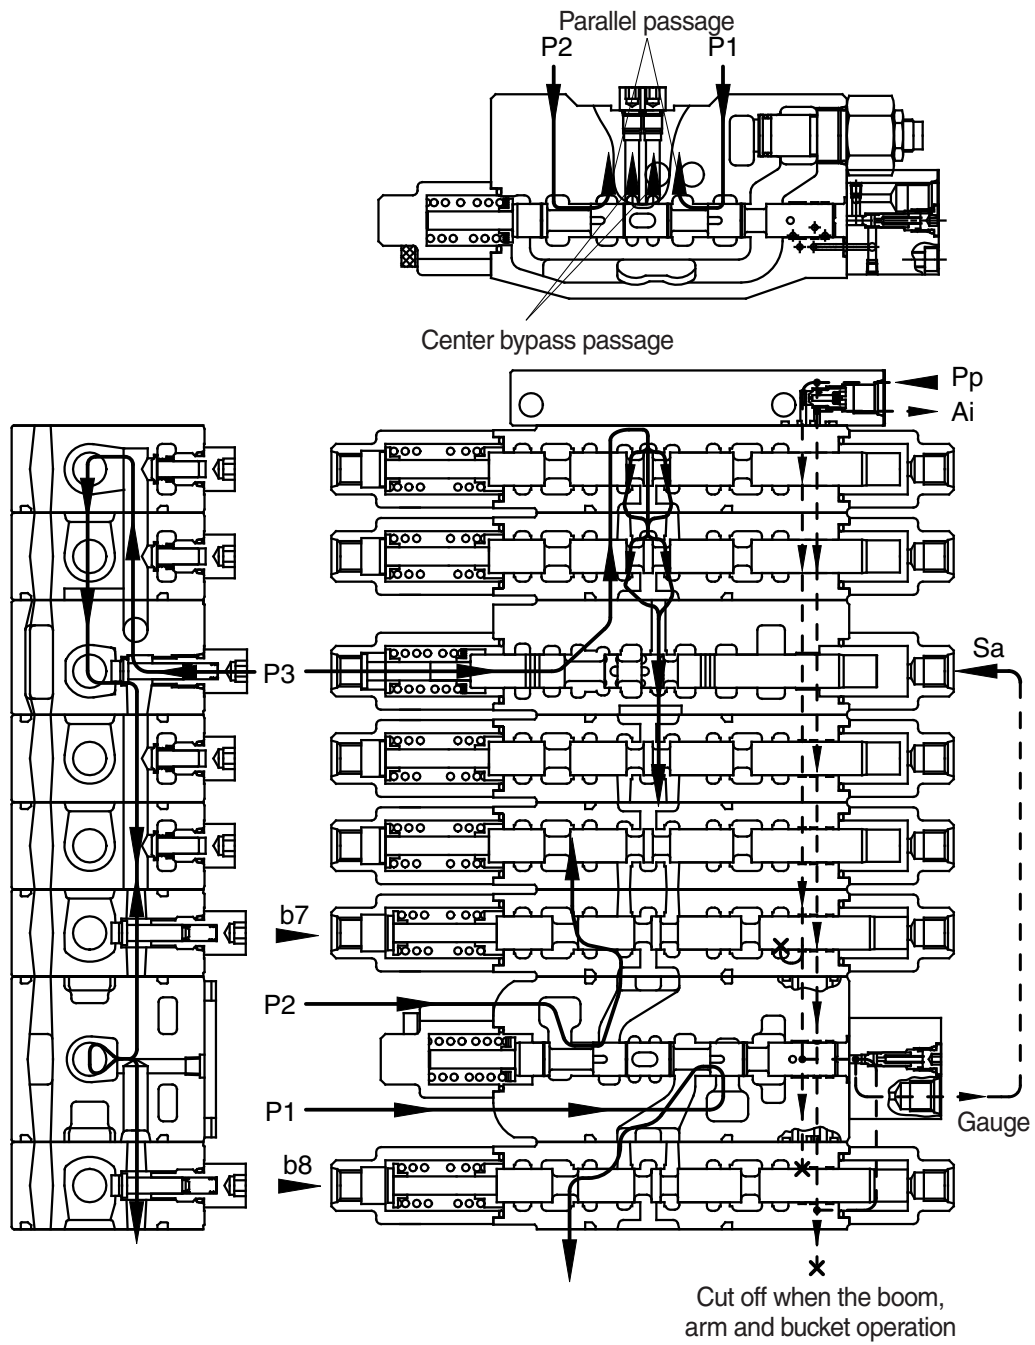 Parallel passage
P2
P1
Center bypass passage
Pp
Ai
Sa
P3
b7
P2
P1
Gauge
b8
Cut off when the boom,
arm and bucket operation